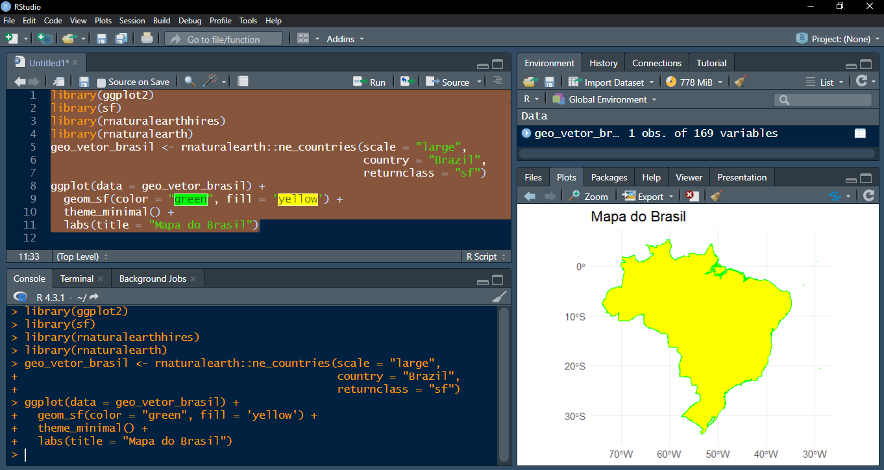 RStudio
File Edit Code View Plots Session Build Debug Profile Tools Help
Go to file/function Addins Project: (None)
Untitled1*
Source on Save Run Source
1 library(ggplot2)
2 library(sf)
3 library(rnaturalearthhires)
4 library(rnaturalearth)
5 geo_vetor_brasil <- rnaturalearth::ne_countries(scale = "large",
6 country = "Brazil",
7 returnclass = "sf")
8 ggplot(data = geo_vetor_brasil) +
9 geom_sf(color = "green", fill = 'yellow') +
10 theme_minimal() +
11 labs(title = "Mapa do Brasil")
12
11:33 (Top Level) R Script
Console Terminal Background Jobs
R 4.3.1 · ~/
> library(ggplot2)
> library(sf)
> library(rnaturalearthhires)
> library(rnaturalearth)
> geo_vetor_brasil <- rnaturalearth::ne_countries(scale = "large",
+ country = "Brazil",
+ returnclass = "sf")
> ggplot(data = geo_vetor_brasil) +
+ geom_sf(color = "green", fill = 'yellow') +
+ theme_minimal() +
+ labs(title = "Mapa do Brasil")
>
Environment History Connections Tutorial
Import Dataset 778 MiB List
R Global Environment
Data
geo_vetor_br… 1 obs. of 169 variables
Files Plots Packages Help Viewer Presentation
Zoom Export
Mapa do Brasil
0°
10°S
20°S
30°S
70°W 60°W 50°W 40°W 30°W